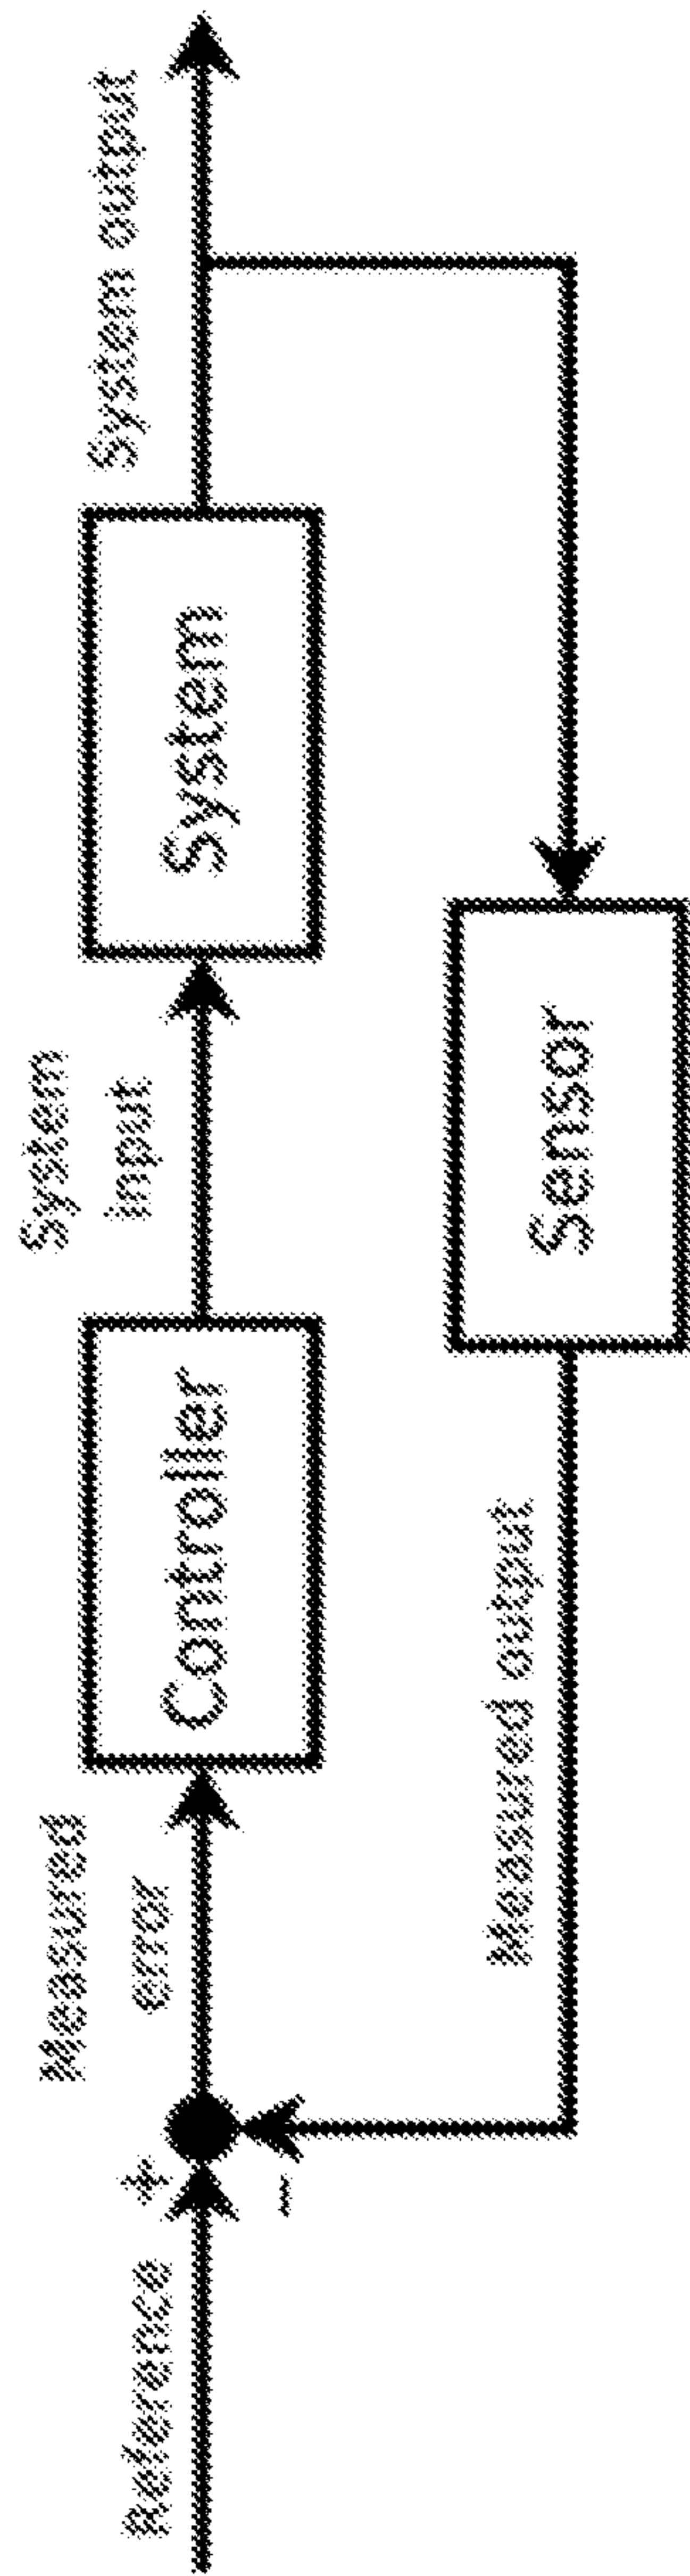 Reference
+
–
Measured
error
Controller
System
input
System
System output
Sensor
Measured output